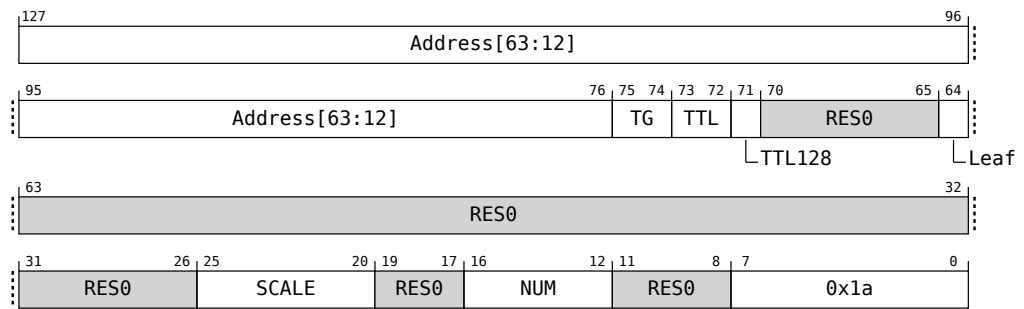 127 96
Address[63:12]
95 76 75 74 73 72 71 70 65 64
Address[63:12] TG TTL RES0
TTL128 Leaf
63 32
RES0
31 26 25 20 19 17 16 12 11 8 7 0
RES0 SCALE RES0 NUM RES0 0x1a